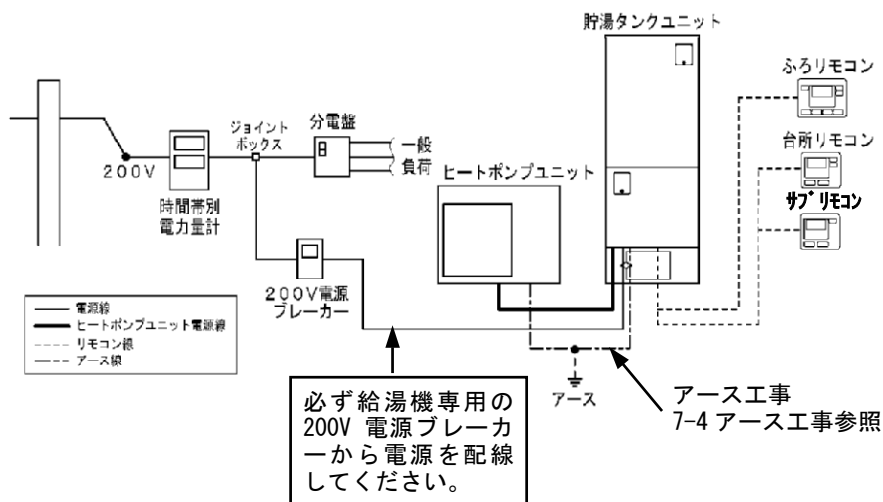 貯湯タンクユニット
ふろリモコン
ジョイント
ボックス
分電盤
一般
負荷
台所リモコン
200V
ヒートポンプユニット
サブリモコン
時間帯別
電力量計
200V電源
ブレーカー
電源線
ヒートポンプユニット電源線
リモコン線
アース線
アース
必ず給湯機専用の
200V 電源ブレーカ
ーから電源を配線
してください。
アース工事
7-4 アース工事参照